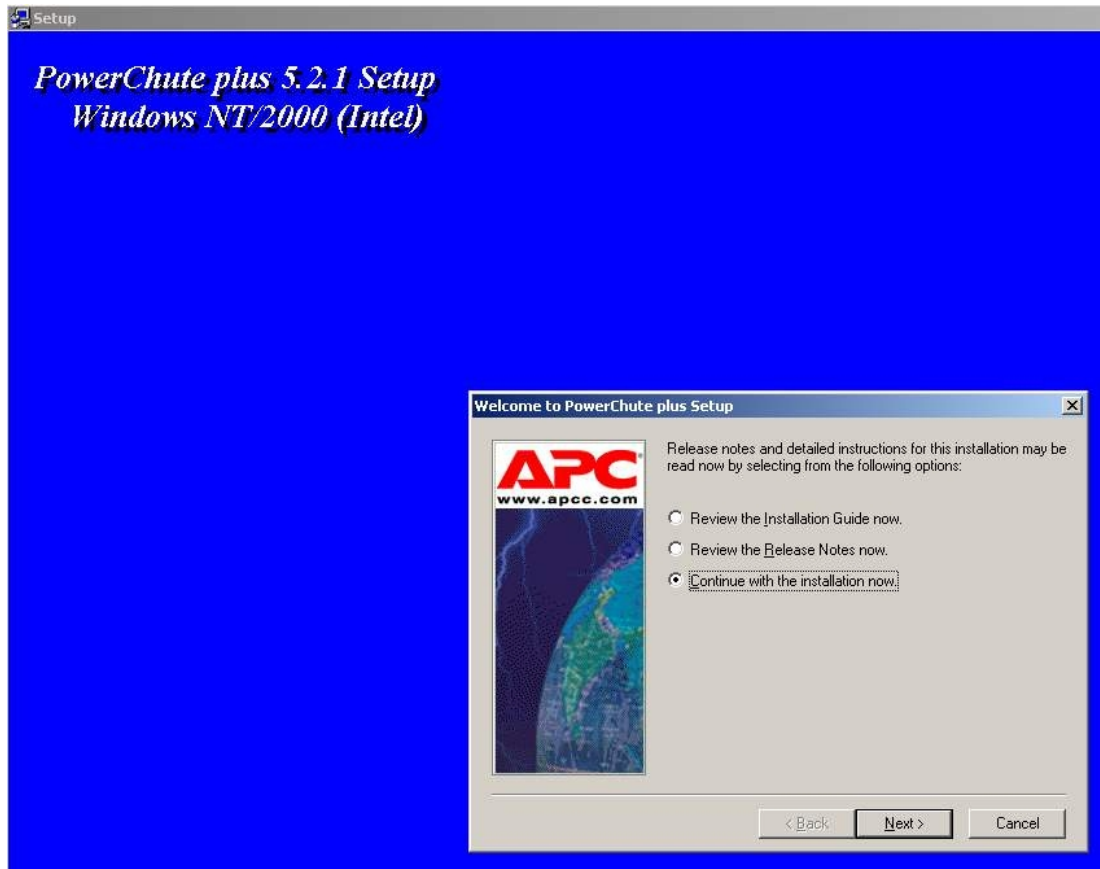 Setup
PowerChute plus 5.2.1 Setup
Windows NT/2000 (Intel)
Welcome to PowerChute plus Setup
APC
www.apcc.com
Release notes and detailed instructions for this installation may be
read now by selecting from the following options:
Review the Installation Guide now.
Review the Release Notes now.
Continue with the installation now.
< Back
Next >
Cancel